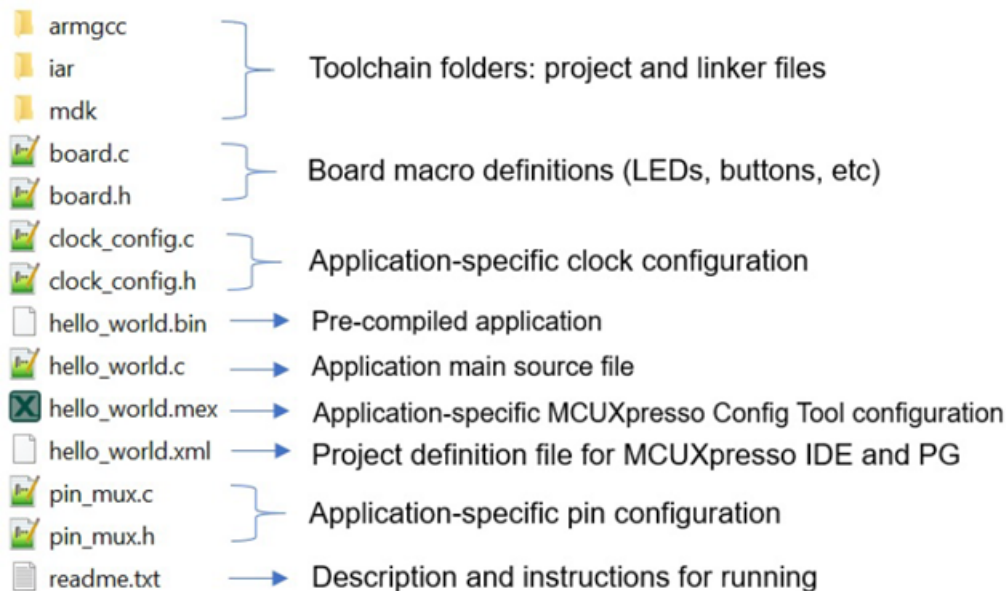 armgcc
iar
mdk
Toolchain folders: project and linker files
board.c
board.h
Board macro definitions (LEDs, buttons, etc)
clock_config.c
clock_config.h
Application-specific clock configuration
hello_world.bin
Pre-compiled application
hello_world.c
Application main source file
hello_world.mex
Application-specific MCUXpresso Config Tool configuration
hello_world.xml
Project definition file for MCUXpresso IDE and PG
pin_mux.c
pin_mux.h
Application-specific pin configuration
readme.txt
Description and instructions for running